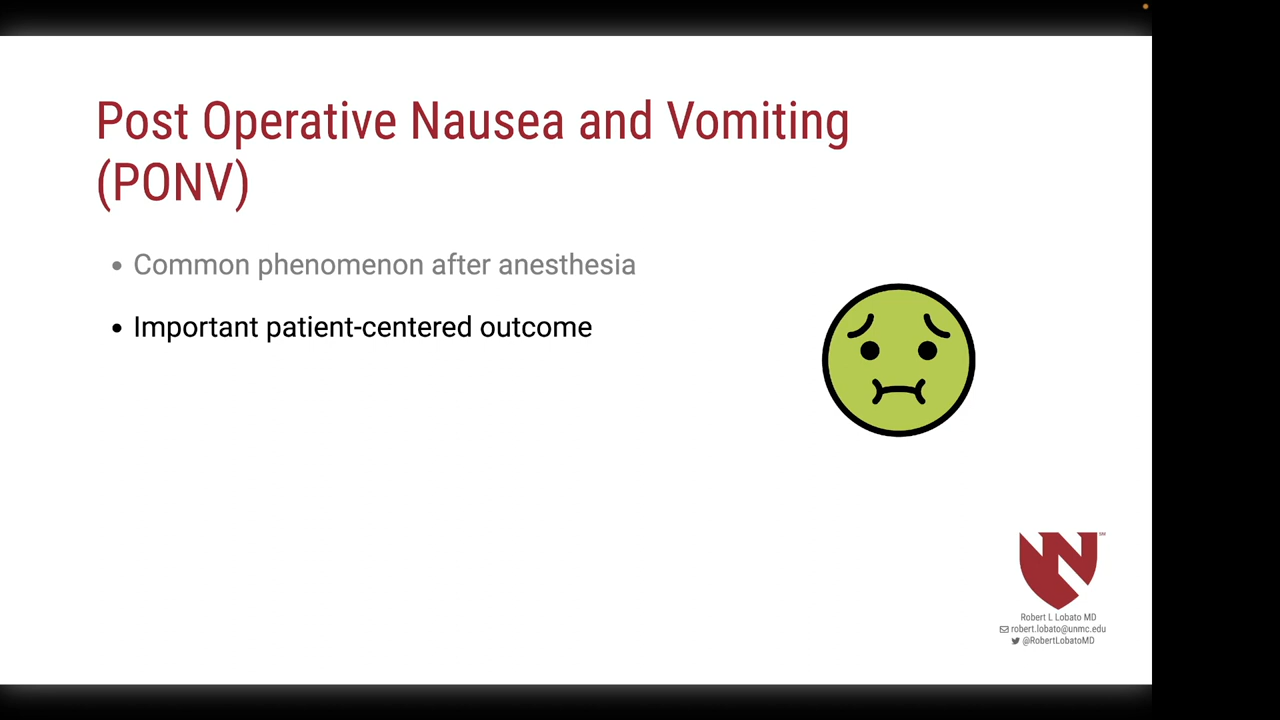 Post Operative Nausea and Vomiting
(PONV)
• Common phenomenon after anesthesia
• Important patient-centered outcome
SM
Robert L Lobato MD
robert.lobato@unmc.edu
@RobertLobatoMD